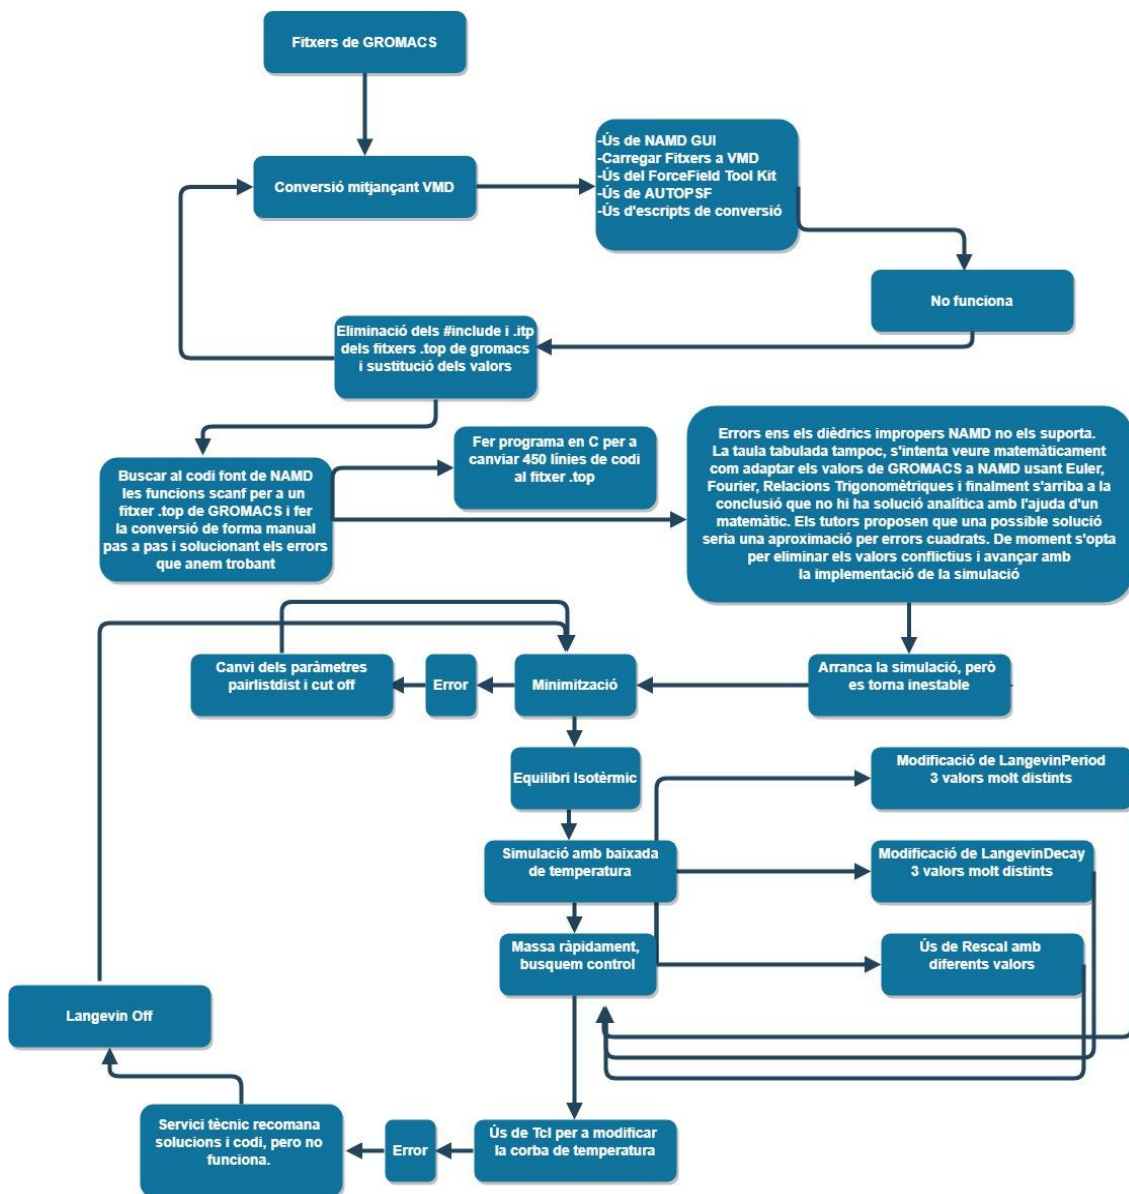 Fitxers de GROMACS
Conversió mitjançant VMD
-Ús de NAMD GUI
-Carregar Fitxers a VMD
-Ús del ForceField Tool Kit
-Ús de AUTOPSF
-Ús d'escripts de conversió
No funciona
Eliminació dels #include i .itp
dels fitxers .top de gromacs
i sustitució dels valors
Buscar al codi font de NAMD
les funcions scanf per a un
fitxer .top de GROMACS i fer
la conversió de forma manual
pas a pas i solucionant els errors
que anem trobant
Fer programa en C per a
canviar 450 línies de codi
al fitxer .top
Errors ens els dièdrics impropers NAMD no els suporta.
La taula tabulada tampoc, s'intenta veure matemàticament
com adaptar els valors de GROMACS a NAMD usant Euler,
Fourier, Relacions Trigonomètriques i finalment s'arriba a la
conclusió que no hi ha solució analítica amb l'ajuda d'un
matemàtic. Els tutors proposen que una possible solució
seria una aproximació per errors cuadrats. De moment s'opta
per eliminar els valors conflictius i avançar amb
la implementació de la simulació
Arranca la simulació, però
es torna inestable
Minimització
Error
Canvi dels paràmetres
pairlistdist i cut off
Equilibri Isotèrmic
Simulació amb baixada
de temperatura
Massa ràpidament,
busquem control
Modificació de LangevinPeriod
3 valors molt distints
Modificació de LangevinDecay
3 valors molt distints
Ús de Rescal amb
diferents valors
Ús de Tcl per a modificar
la corba de temperatura
Error
Servici tècnic recomana
solucions i codi, pero no
funciona.
Langevin Off